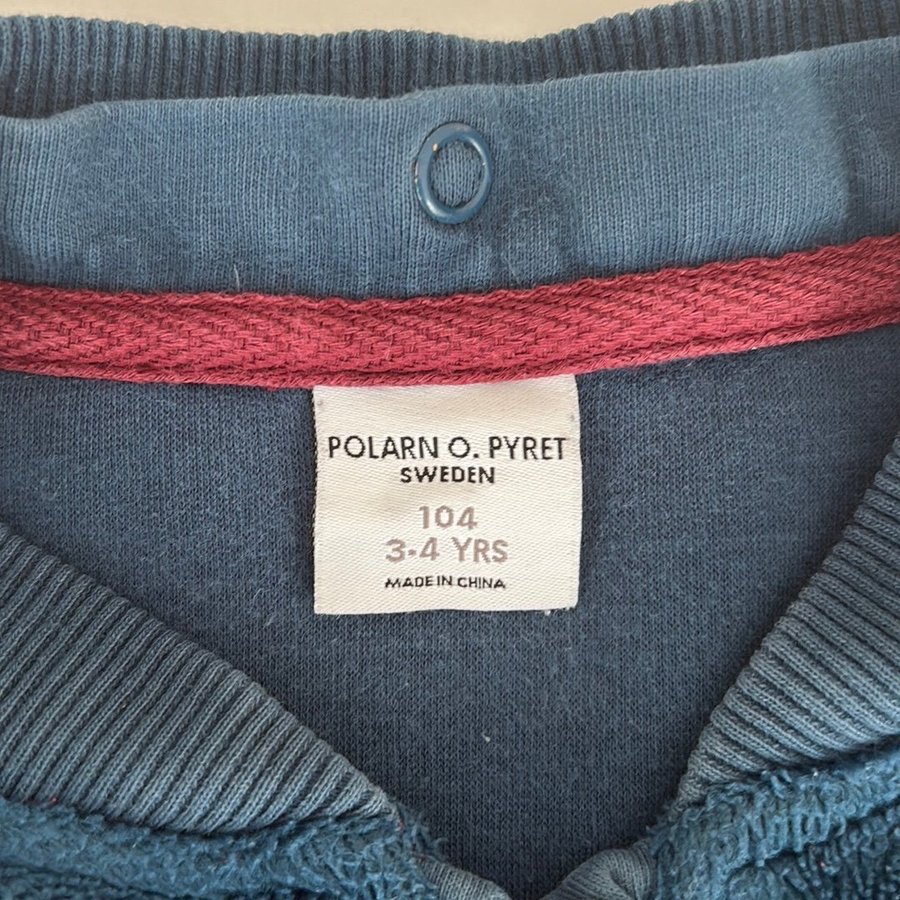 POLARN O. PYRET
SWEDEN
104
3-4 YRS
MADE IN CHINA